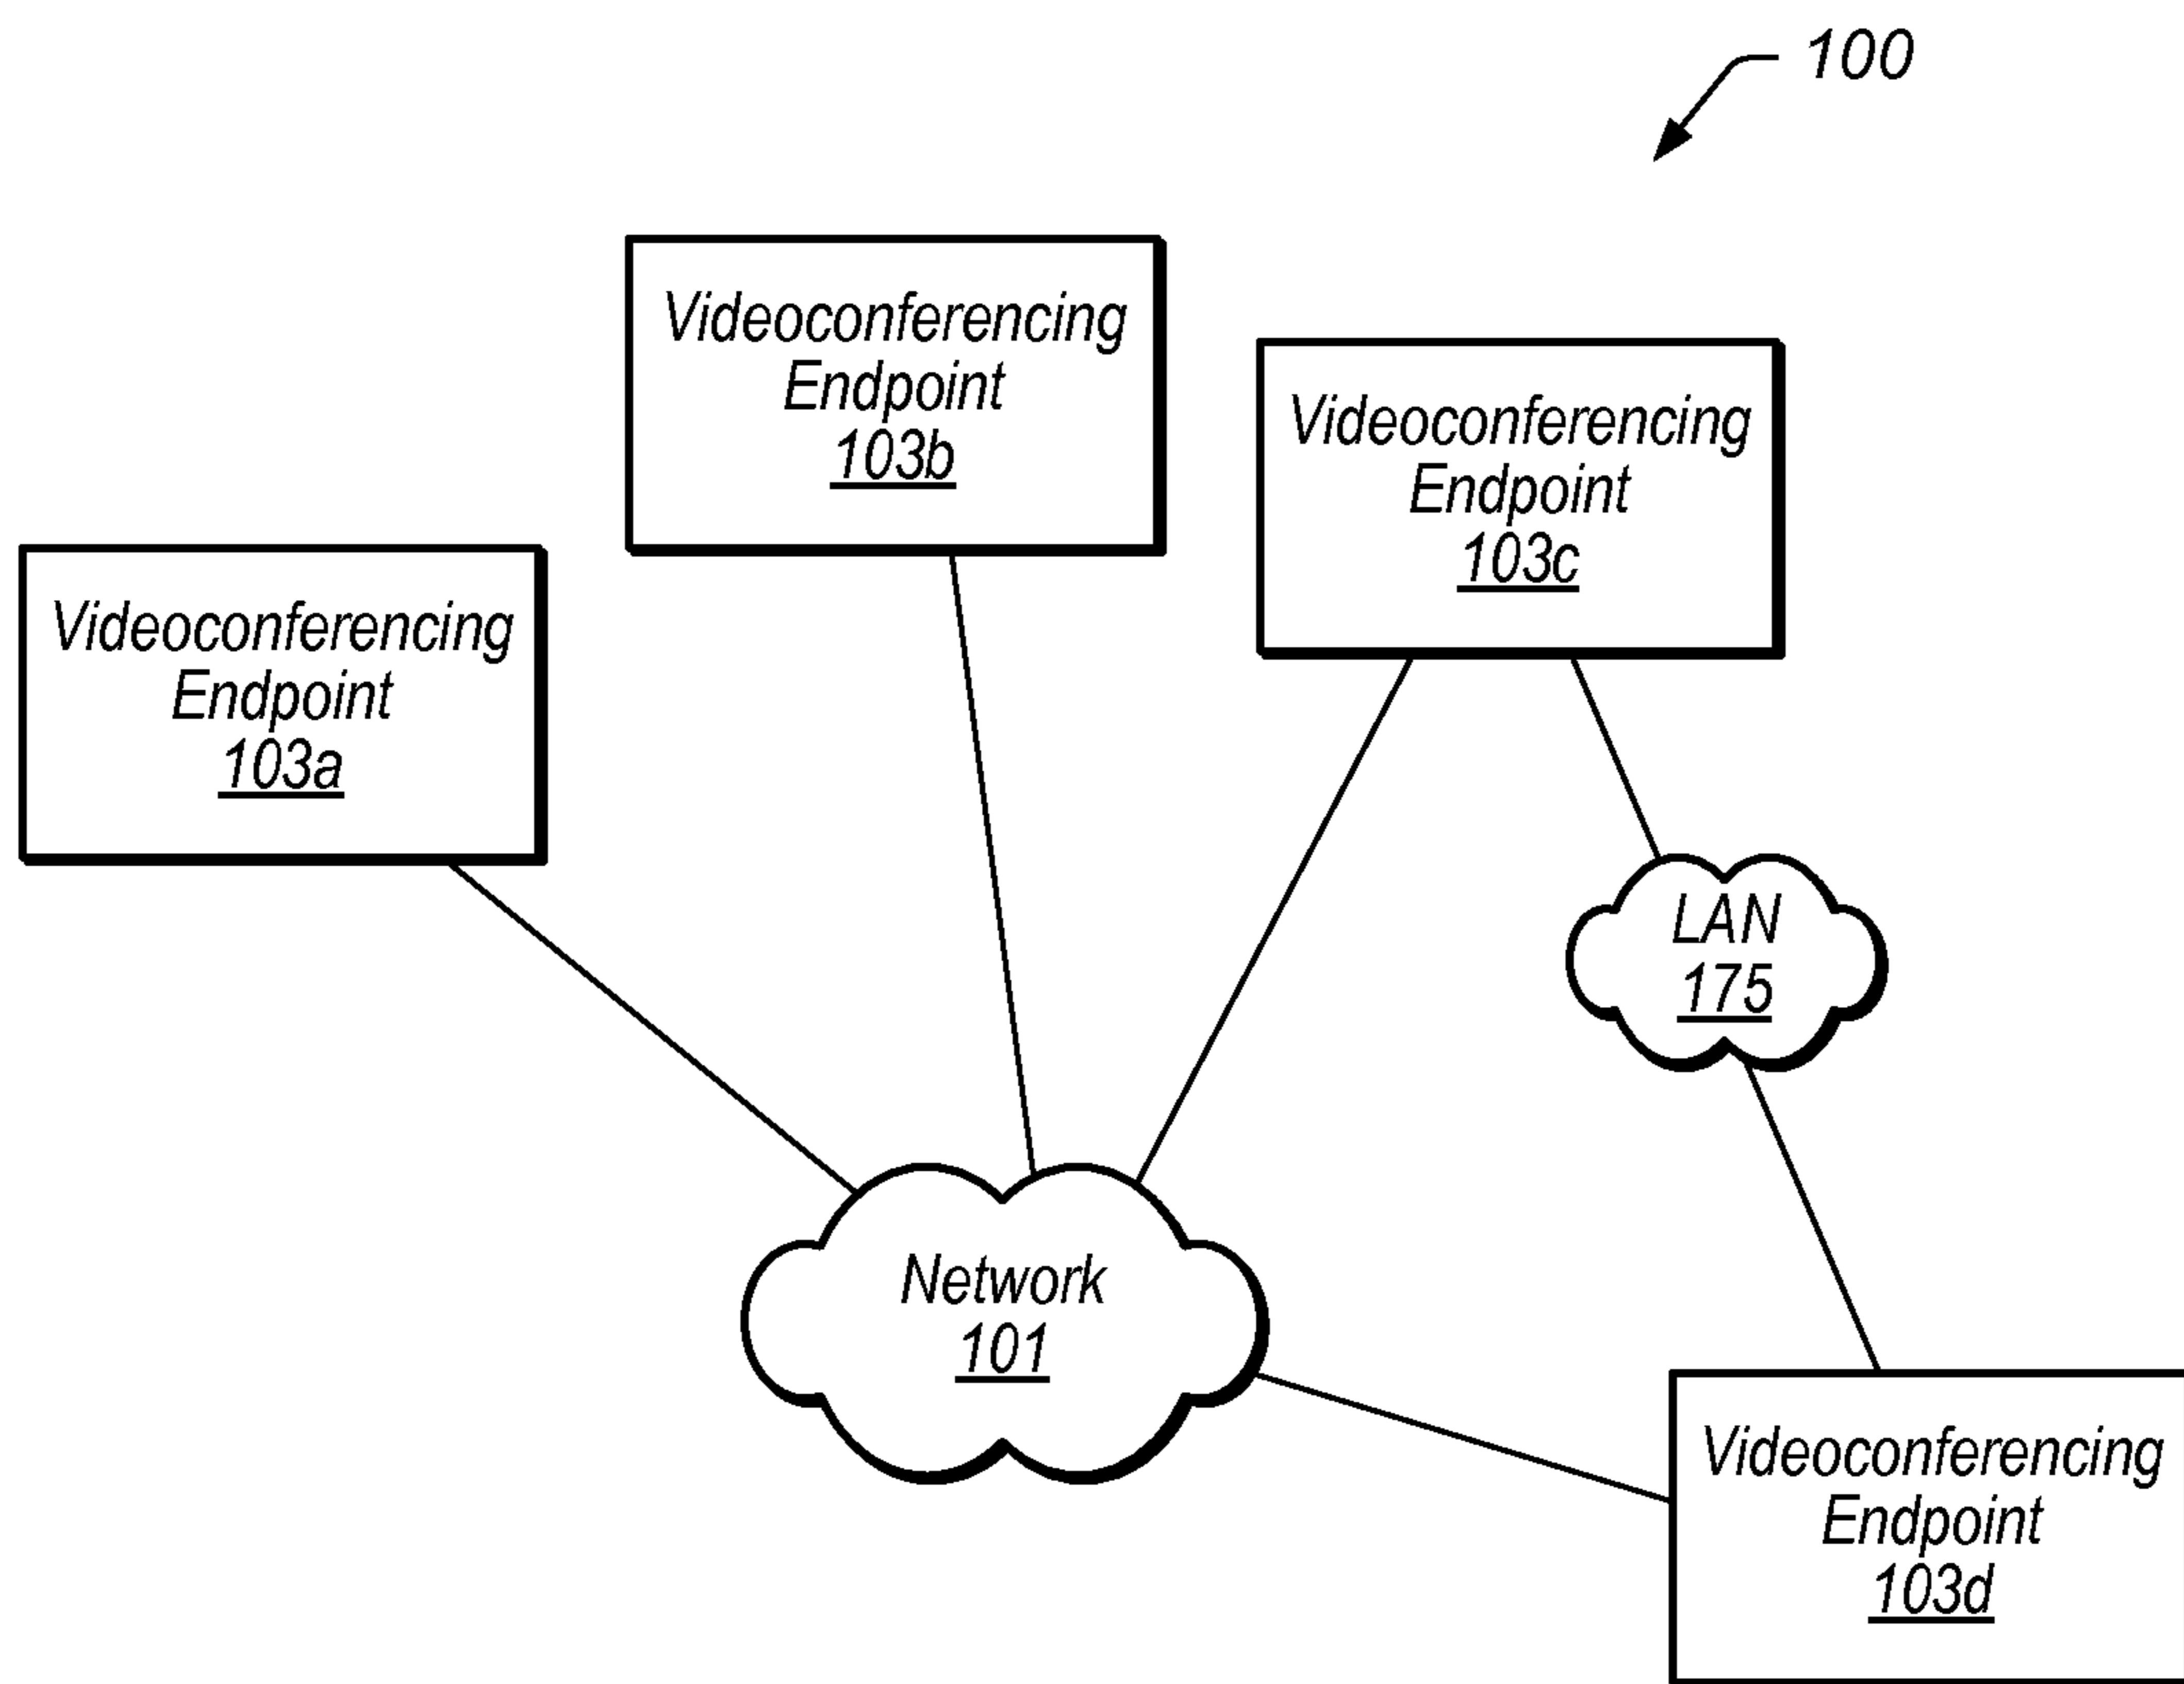 100
Videoconferencing
Endpoint
103b
Videoconferencing
Endpoint
103c
Videoconferencing
Endpoint
103a
LAN
175
Network
101
Videoconferencing
Endpoint
103d